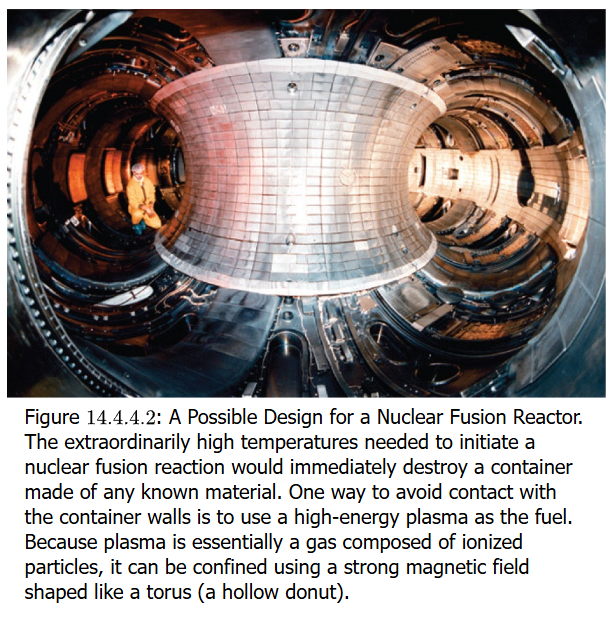 Figure 14.4.4.2: A Possible Design for a Nuclear Fusion Reactor.
The extraordinarily high temperatures needed to initiate a
nuclear fusion reaction would immediately destroy a container
made of any known material. One way to avoid contact with
the container walls is to use a high-energy plasma as the fuel.
Because plasma is essentially a gas composed of ionized
particles, it can be confined using a strong magnetic field
shaped like a torus (a hollow donut).